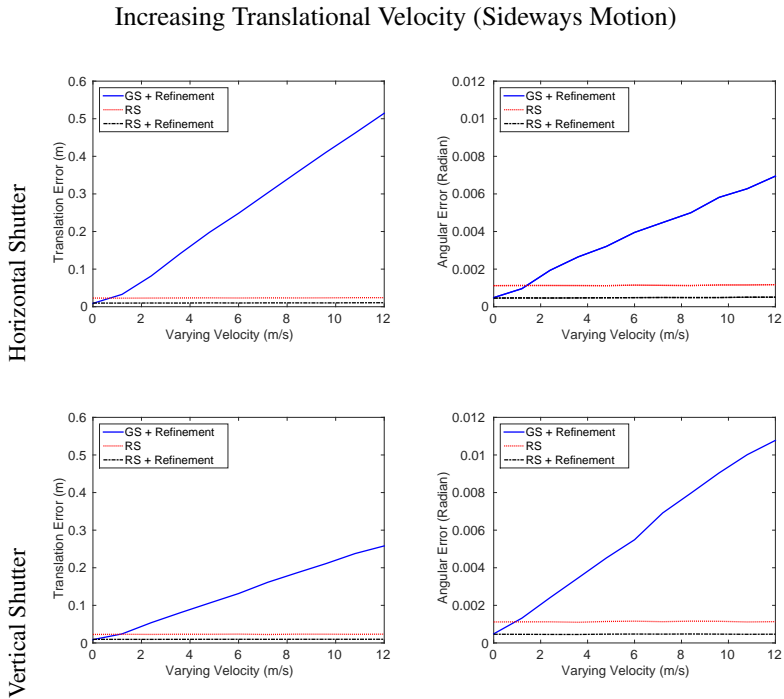 Increasing Translational Velocity (Sideways Motion)
Horizontal Shutter
Translation Error (m)
0.6
0.5
0.4
0.3
0.2
0.1
0
GS + Refinement
RS
RS + Refinement
0 2 4 6 8 10 12
Varying Velocity (m/s)
Angular Error (Radian)
0.012
0.01
0.008
0.006
0.004
0.002
0
GS + Refinement
RS
RS + Refinement
0 2 4 6 8 10 12
Varying Velocity (m/s)
Vertical Shutter
Translation Error (m)
0.6
0.5
0.4
0.3
0.2
0.1
0
GS + Refinement
RS
RS + Refinement
0 2 4 6 8 10 12
Varying Velocity (m/s)
Angular Error (Radian)
0.012
0.01
0.008
0.006
0.004
0.002
0
GS + Refinement
RS
RS + Refinement
0 2 4 6 8 10 12
Varying Velocity (m/s)